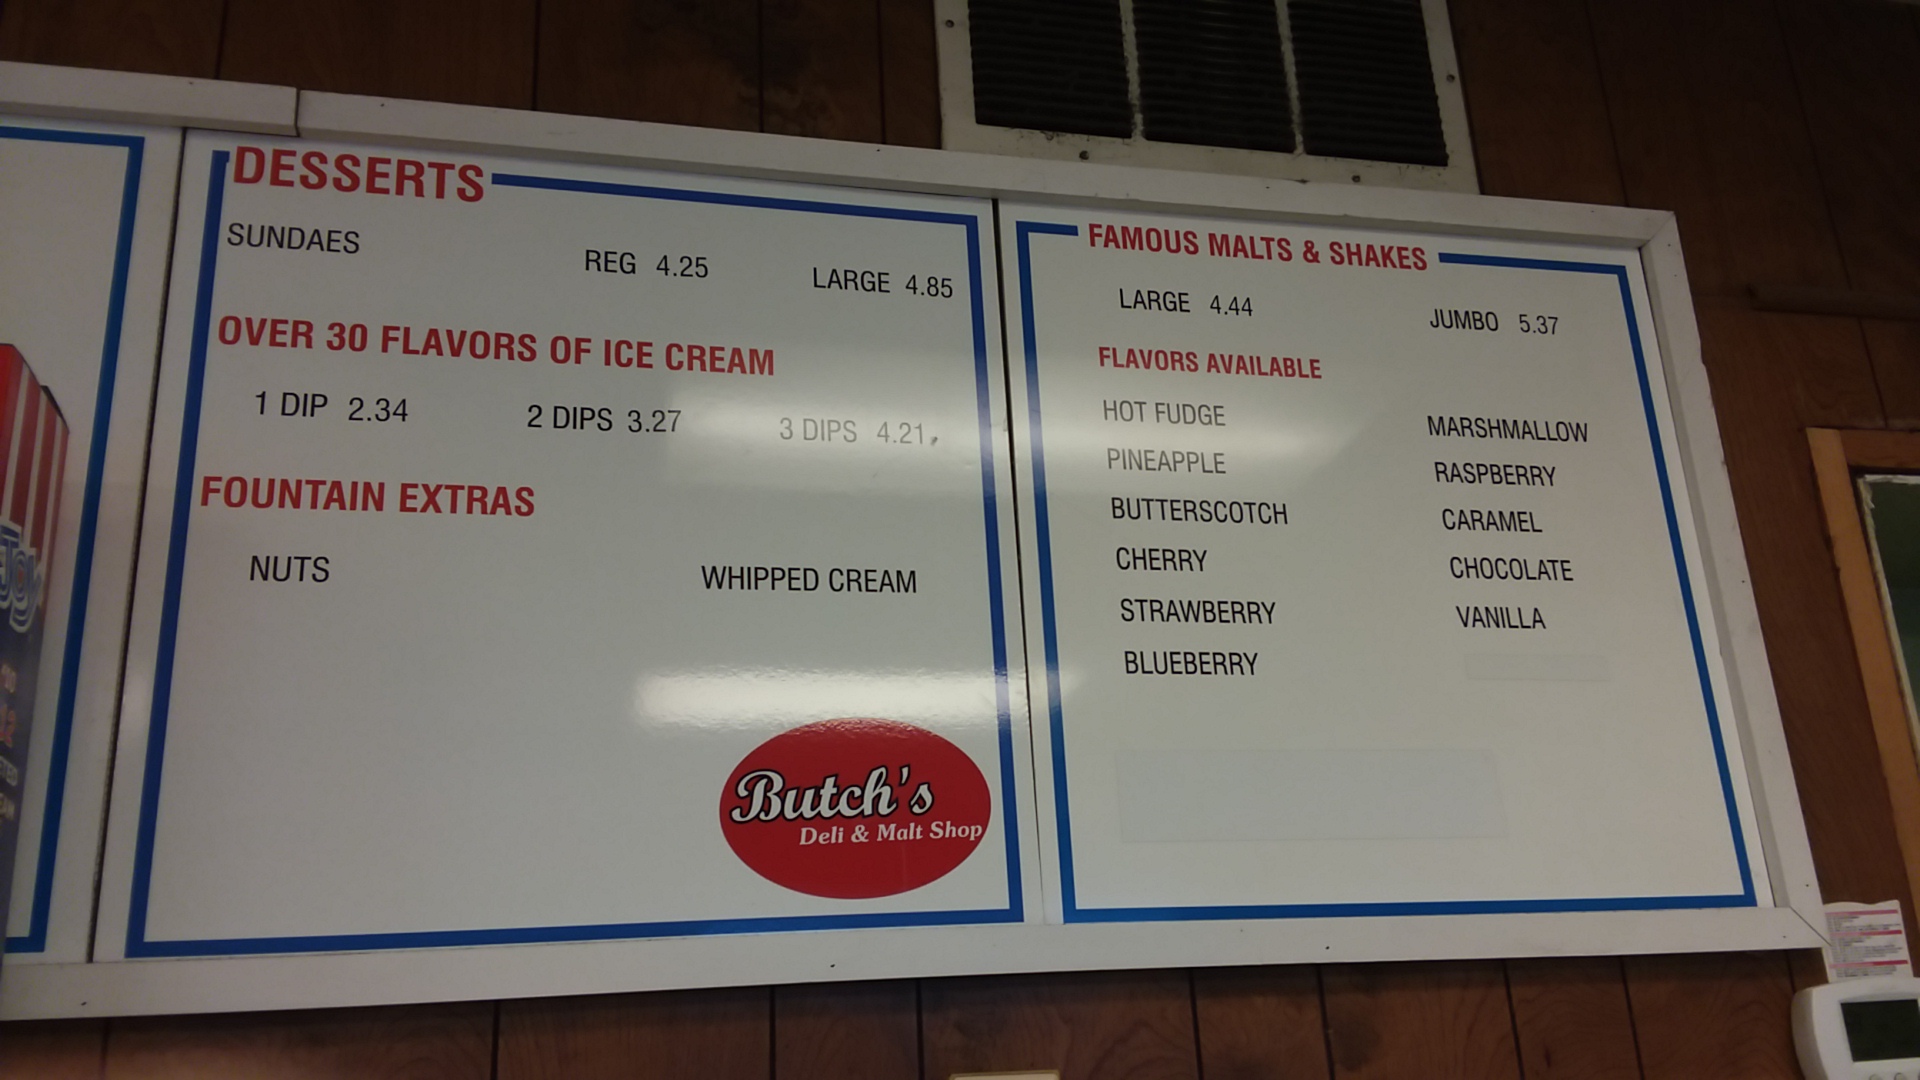 DESSERTS
SUNDAES REG 4.25 LARGE 4.85
OVER 30 FLAVORS OF ICE CREAM
1 DIP 2.34 2 DIPS 3.27 3 DIPS 4.21
FOUNTAIN EXTRAS
NUTS WHIPPED CREAM
Butch's
Deli & Malt Shop
FAMOUS MALTS & SHAKES
LARGE 4.44 JUMBO 5.37
FLAVORS AVAILABLE
HOT FUDGE MARSHMALLOW
PINEAPPLE RASPBERRY
BUTTERSCOTCH CARAMEL
CHERRY CHOCOLATE
STRAWBERRY VANILLA
BLUEBERRY